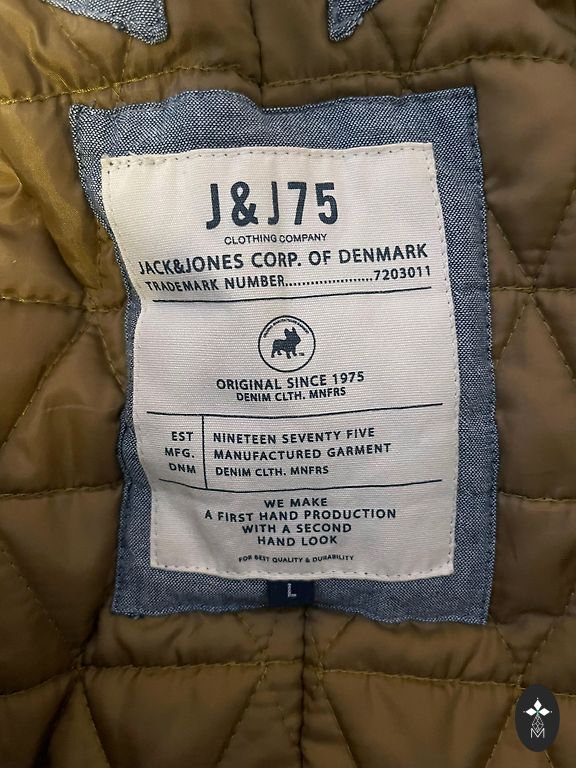 J&J75
CLOTHING COMPANY
JACK&JONES CORP. OF DENMARK
TRADEMARK NUMBER....................7203011
ORIGINAL SINCE 1975
DENIM CLTH. MNFRS
EST NINETEEN SEVENTY FIVE
MFG. MANUFACTURED GARMENT
DNM DENIM CLTH. MNFRS
WE MAKE
A FIRST HAND PRODUCTION
WITH A SECOND
HAND LOOK
FOR BEST QUALITY & DURABILITY
L
M